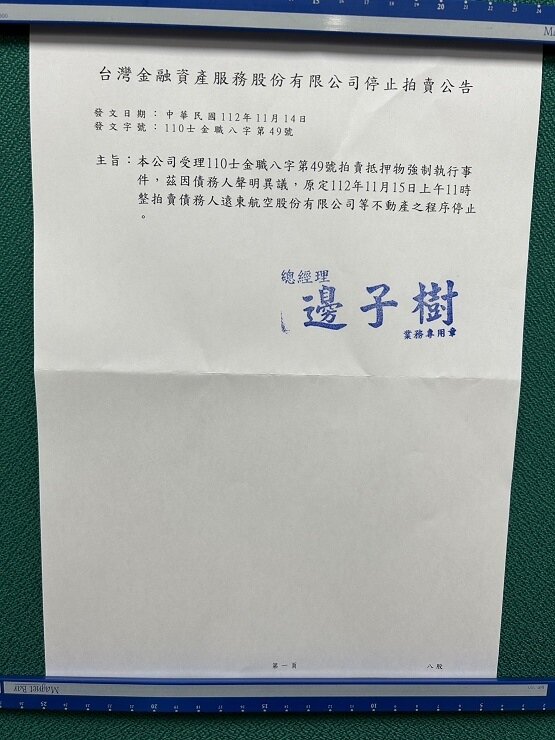 台灣金融資產服務股份有限公司停止拍賣公告
發文日期：中華民國112年11月14日
發文字號：110士金職八字第49號
主旨：本公司受理110士金職八字第49號拍賣抵押物強制執行事
件，茲因債務人聲明異議，原定112年11月15日上午11時
整拍賣債務人遠東航空股份有限公司等不動產之程序停止
。
總經理
邊子樹
業務專用章
第一頁
八股
Magnet Bar